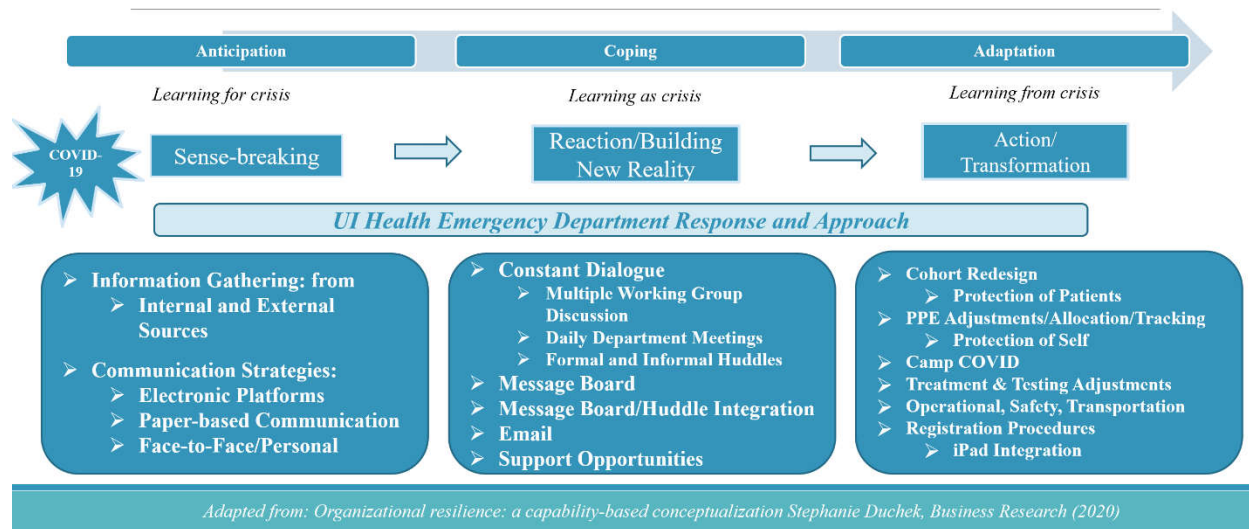 Anticipation
Coping
Adaptation
Learning for crisis
Learning as crisis
Learning from crisis
COVID-
19
Sense-breaking
Reaction/Building
New Reality
Action/
Transformation
UI Health Emergency Department Response and Approach
Information Gathering: from
Internal and External
Sources
Communication Strategies:
Electronic Platforms
Paper-based Communication
Face-to-Face/Personal
Constant Dialogue
Multiple Working Group
Discussion
Daily Department Meetings
Formal and Informal Huddles
Message Board
Message Board/Huddle Integration
Email
Support Opportunities
Cohort Redesign
Protection of Patients
PPE Adjustments/Allocation/Tracking
Protection of Self
Camp COVID
Treatment & Testing Adjustments
Operational, Safety, Transportation
Registration Procedures
iPad Integration
Adapted from: Organizational resilience: a capability-based conceptualization Stephanie Duchek, Business Research (2020)